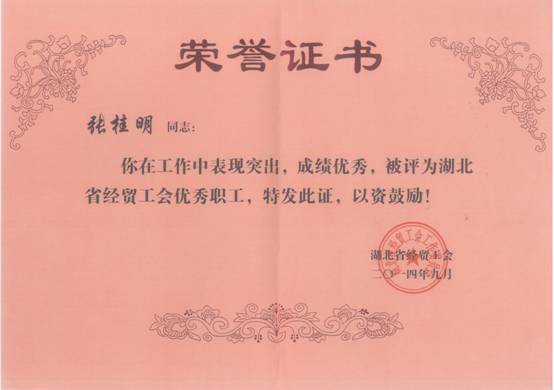 荣誉证书
张桂明 同志：
你在工作中表现突出，成绩优秀，被评为湖北
省经贸工会优秀职工，特发此证，以资鼓励！
湖北省经贸工会
二〇一四年九月